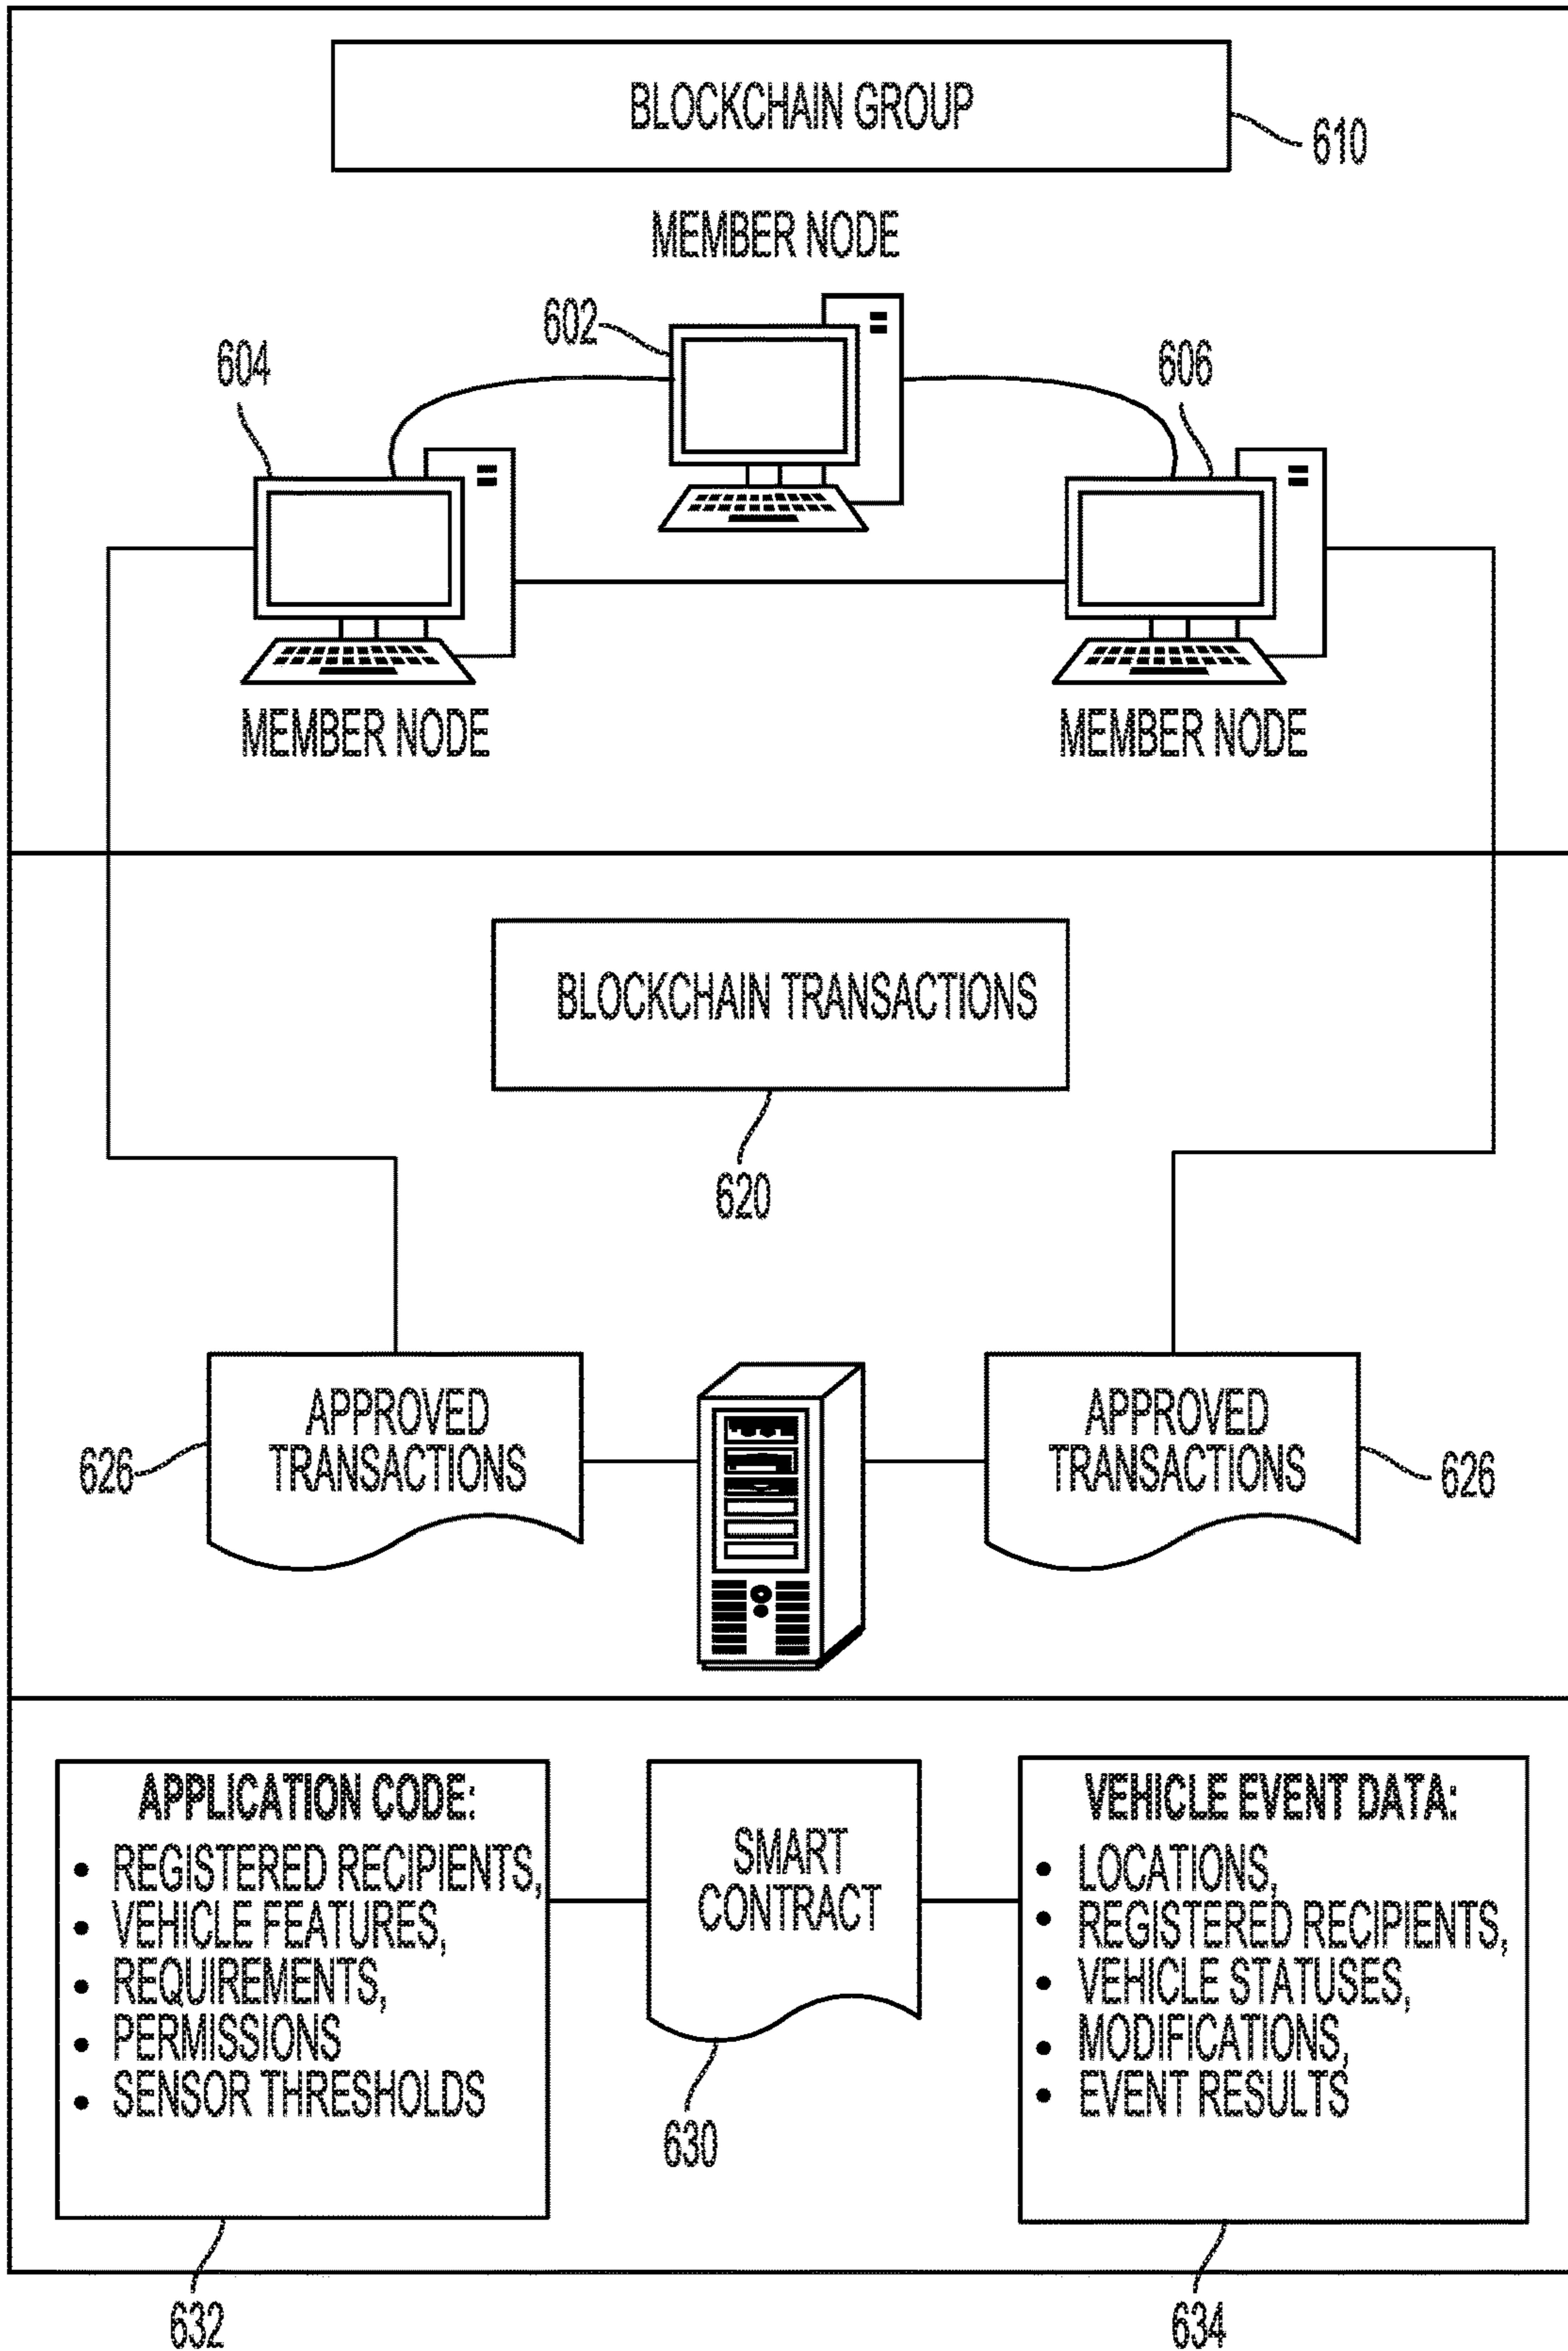 BLOCKCHAIN GROUP
610
MEMBER NODE
602
604
606
MEMBER NODE
MEMBER NODE
BLOCKCHAIN TRANSACTIONS
620
APPROVED
TRANSACTIONS
626
APPROVED
TRANSACTIONS
626
APPLICATION CODE:
• REGISTERED RECIPIENTS,
• VEHICLE FEATURES,
• REQUIREMENTS,
• PERMISSIONS
• SENSOR THRESHOLDS
632
SMART
CONTRACT
630
VEHICLE EVENT DATA:
• LOCATIONS,
• REGISTERED RECIPIENTS,
• VEHICLE STATUSES,
• MODIFICATIONS,
• EVENT RESULTS
634